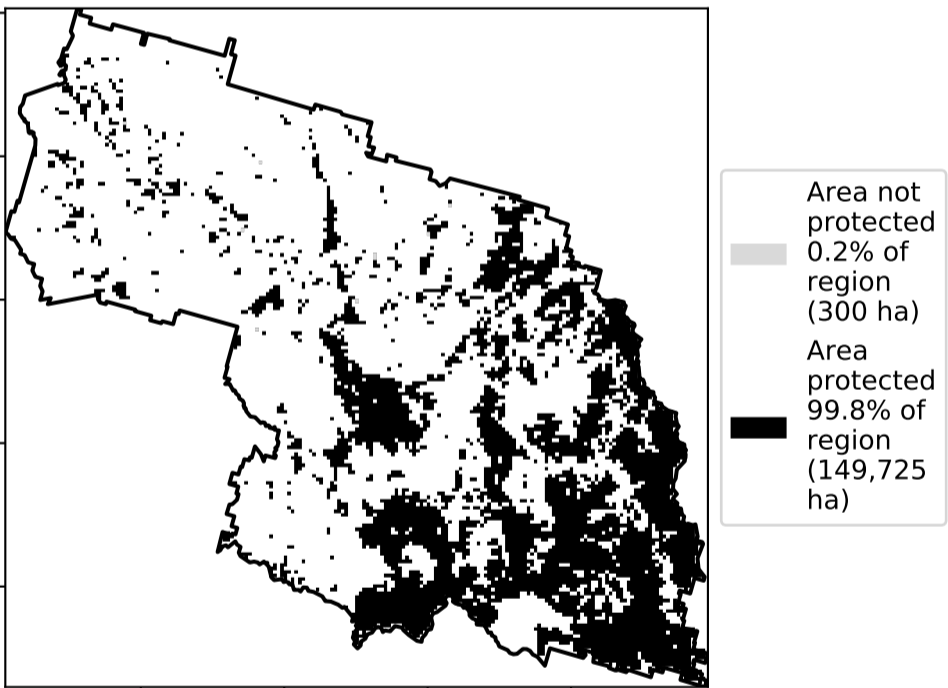 Area not
protected
0.2% of
region
(300 ha)
Area
protected
99.8% of
region
(149,725
ha)